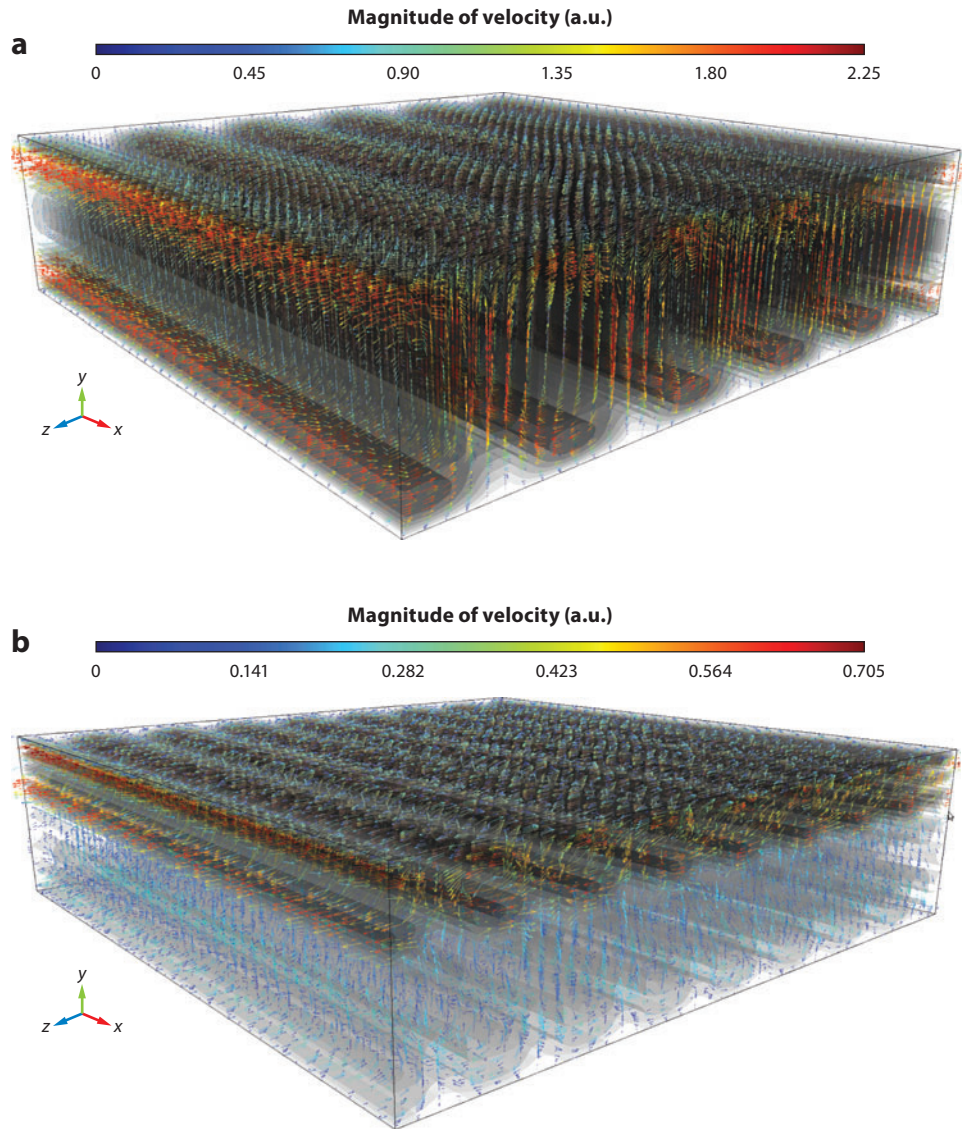 Magnitude of velocity (a.u.)
a
0 0.45 0.90 1.35 1.80 2.25
y
z x
Magnitude of velocity (a.u.)
b
0 0.141 0.282 0.423 0.564 0.705
y
z x